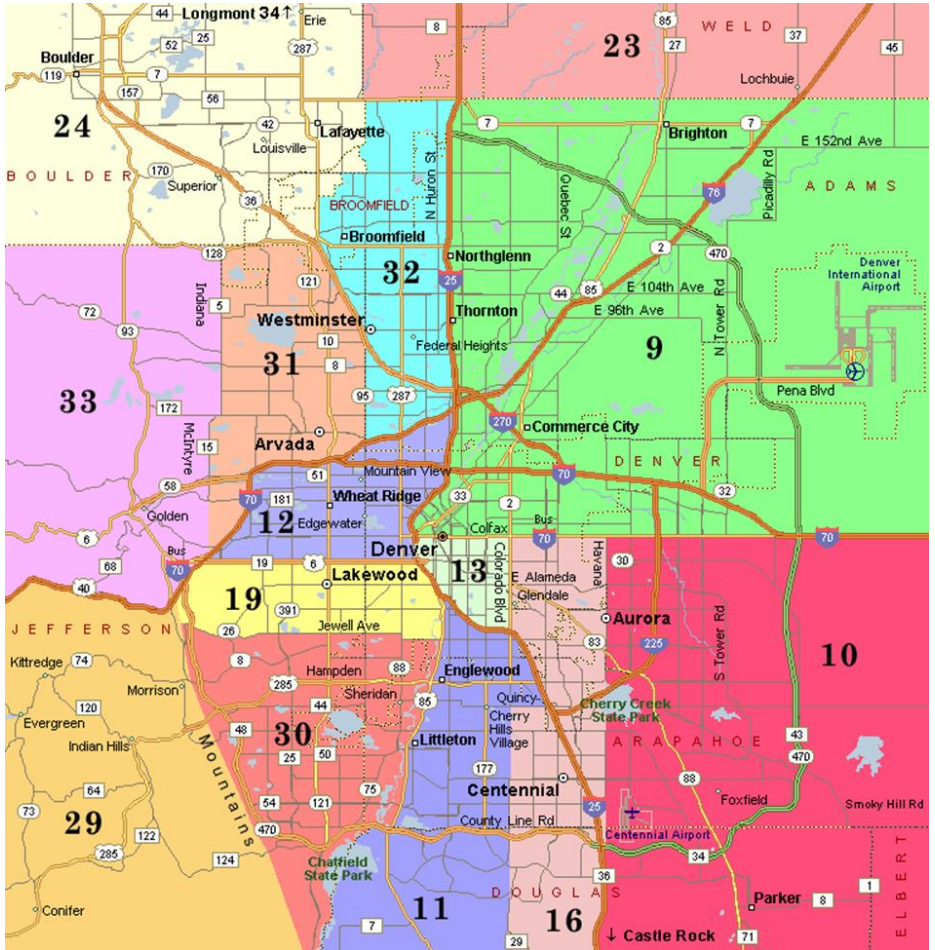 44
Longmont 34↑
8
85
WELD
37
52
25
Erie
23
27
45
Boulder
287
119
7
Lochbuie
157
56
24
42
Lafayette
7
Brighton
7
E 152nd Ave
Louisville
170
N Huron St
Quebec St
Picadilly Rd
BOULDER
Superior
76
ADAMS
36
BROOMFIELD
Broomfield
2
128
32
Northglenn
470
Denver
International
Airport
Indiana
121
25
44
85
E 104th Ave
5
72
Westminster
Thornton
E 96th Ave
N Tower Rd
93
10
Federal Heights
9
31
8
33
95
287
Pena Blvd
172
McIntyre
270
Commerce City
15
Arvada
51
Mountain View
70
DENVER
58
70
181
Wheat Ridge
33
2
32
Golden
12
Edgewater
Colfax
Bus
6
Denver
70
70
Bus
19
6
13
Colorado Blvd
Havana
30
68
70
Lakewood
E Alameda
40
19
Glendale
391
Aurora
JEFFERSON
26
Jewell Ave
83
225
S Tower Rd
10
Kittredge
74
8
Hampden
88
Englewood
285
Morrison
Sheridan
Quincy
120
44
85
Cherry Creek
State Park
Evergreen
Cherry
Hills
Village
Indian Hills
48
30
Littleton
ARAPAHOE
43
Mountains
25
50
177
470
64
75
Centennial
88
54
121
25
Foxfield
Smoky Hill Rd
73
29
122
470
County Line Rd
Centennial Airport
285
124
Chatfield
State Park
34
ELBERT
36
DOUGLAS
1
Parker
8
Conifer
11
16
7
29
↓ Castle Rock
71